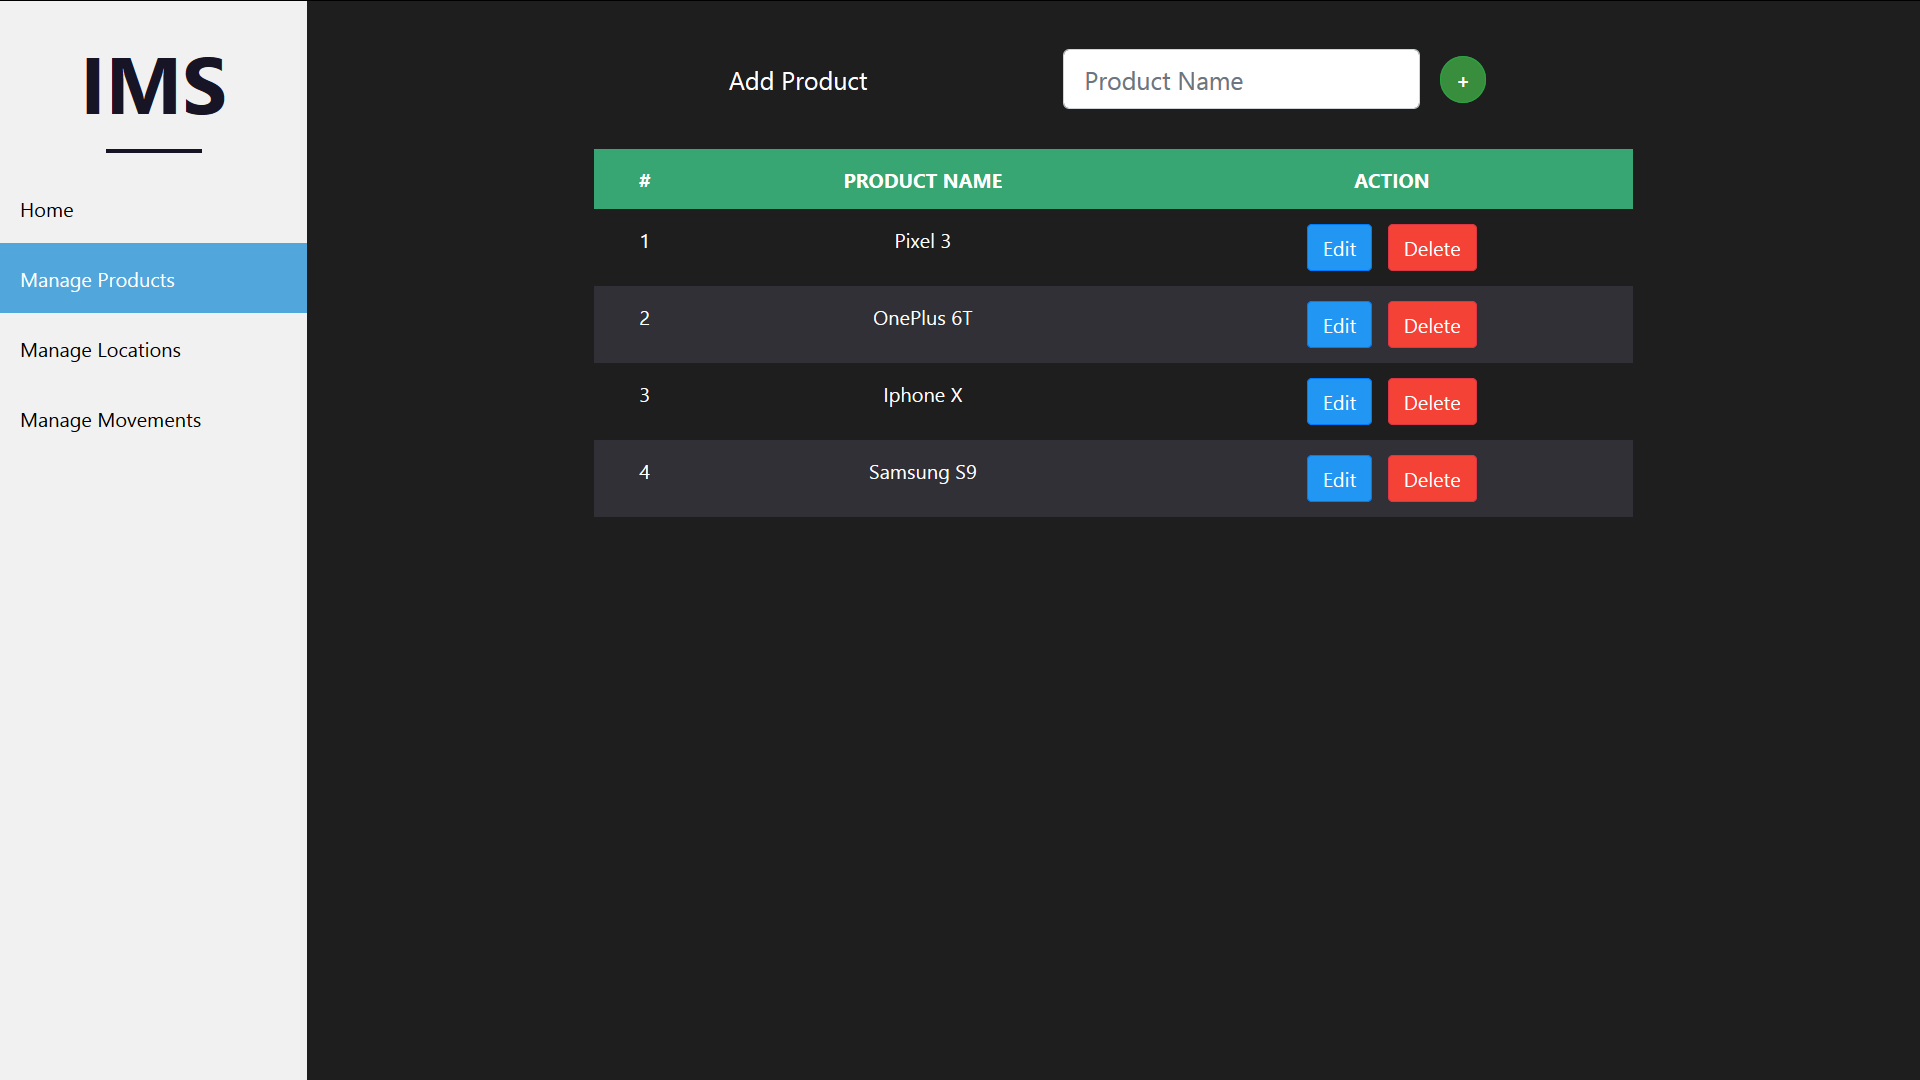 IMS
Home
Manage Products
Manage Locations
Manage Movements
Add Product
Product Name
+
# PRODUCT NAME ACTION
1 Pixel 3 Edit Delete
2 OnePlus 6T Edit Delete
3 Iphone X Edit Delete
4 Samsung S9 Edit Delete